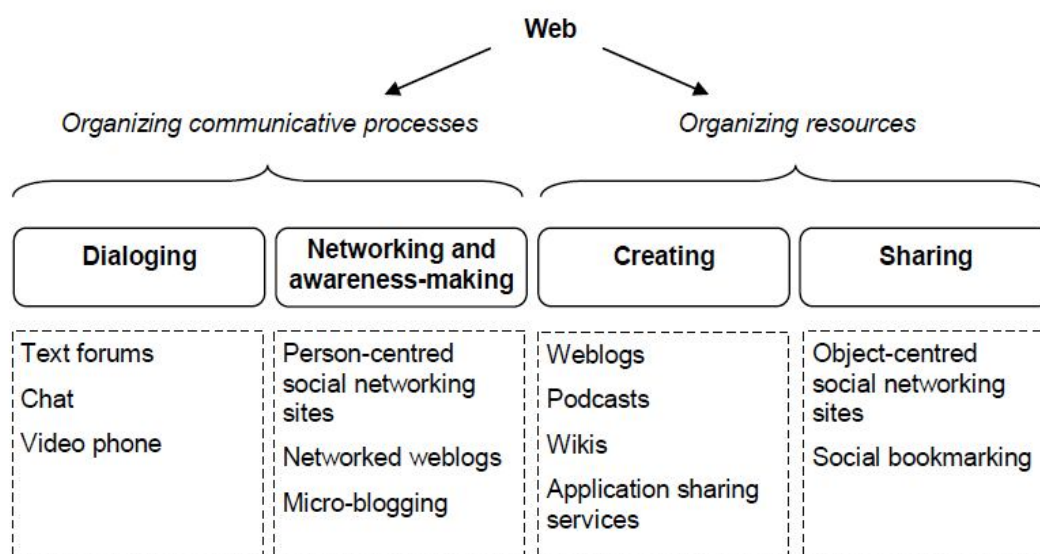 Web
Organizing communicative processes
Organizing resources
Dialoging
Networking and
awareness-making
Creating
Sharing
Text forums
Chat
Video phone
Person-centred
social networking
sites
Networked weblogs
Micro-blogging
Weblogs
Podcasts
Wikis
Application sharing
services
Object-centred
social networking
sites
Social bookmarking